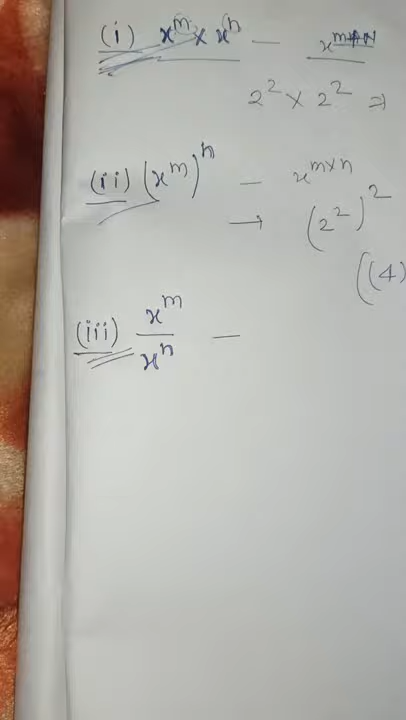 (i) x^m × x^n — x^m+n
2^2 × 2^2 ⇒
(ii) (x^m)^n — x^m×n
→ (2^2)^2
((4)
(iii) x^m/x^n —